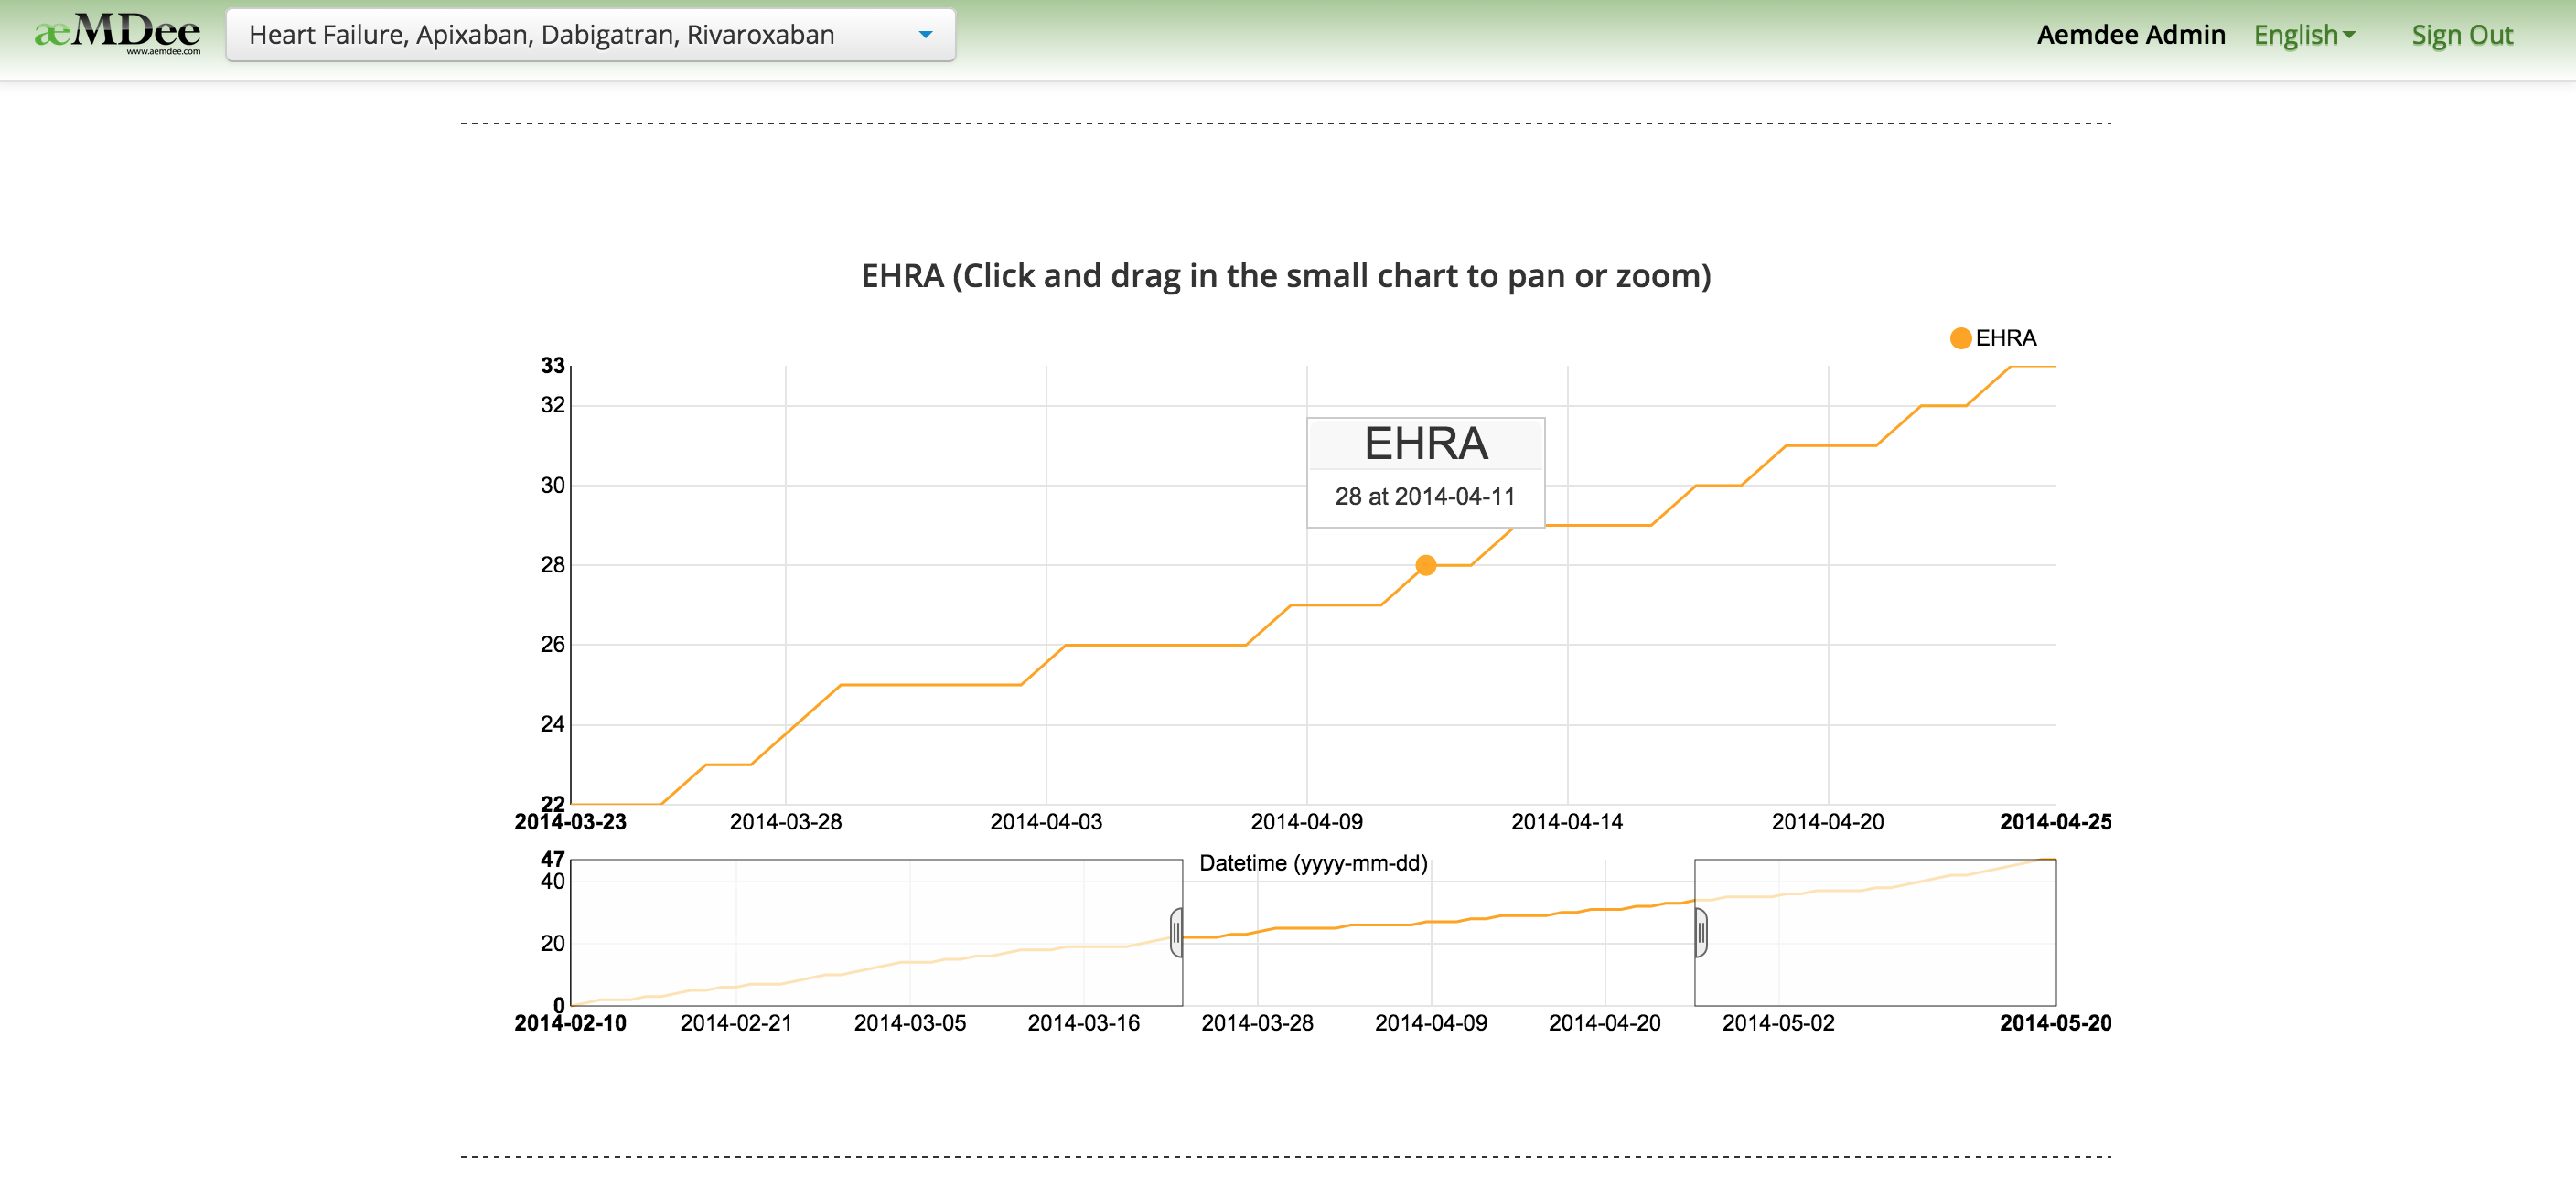 æMDee
www.aemdee.com
Heart Failure, Apixaban, Dabigatran, Rivaroxaban
Aemdee Admin English Sign Out
EHRA (Click and drag in the small chart to pan or zoom)
EHRA
33
32
30
28
26
24
22
EHRA
28 at 2014-04-11
2014-03-23 2014-03-28 2014-04-03 2014-04-09 2014-04-14 2014-04-20 2014-04-25
Datetime (yyyy-mm-dd)
47
40
20
0
2014-02-10 2014-02-21 2014-03-05 2014-03-16 2014-03-28 2014-04-09 2014-04-20 2014-05-02 2014-05-20